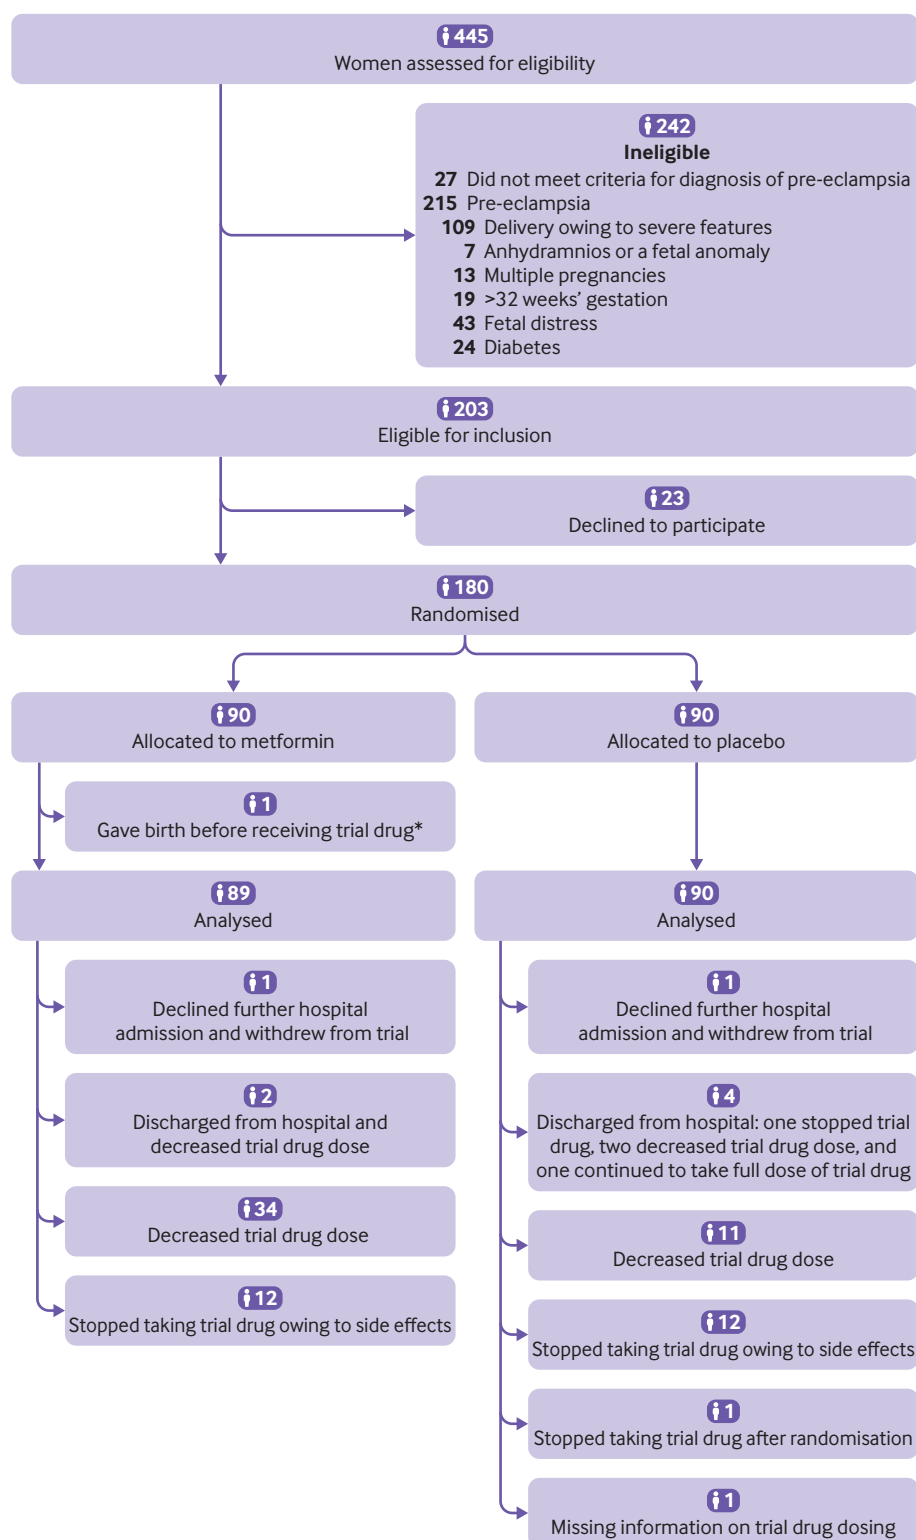 445
Women assessed for eligibility
242
Ineligible
27 Did not meet criteria for diagnosis of pre-eclampsia
215 Pre-eclampsia
109 Delivery owing to severe features
7 Anhydramnios or a fetal anomaly
13 Multiple pregnancies
19 >32 weeks' gestation
43 Fetal distress
24 Diabetes
203
Eligible for inclusion
23
Declined to participate
180
Randomised
90
Allocated to metformin
90
Allocated to placebo
1
Gave birth before receiving trial drug*
89
Analysed
90
Analysed
1
Declined further hospital
admission and withdrew from trial
2
Discharged from hospital and
decreased trial drug dose
34
Decreased trial drug dose
12
Stopped taking trial drug owing to side effects
1
Declined further hospital
admission and withdrew from trial
4
Discharged from hospital: one stopped trial
drug, two decreased trial drug dose, and
one continued to take full dose of trial drug
11
Decreased trial drug dose
12
Stopped taking trial drug owing to side effects
1
Stopped taking trial drug after randomisation
1
Missing information on trial drug dosing